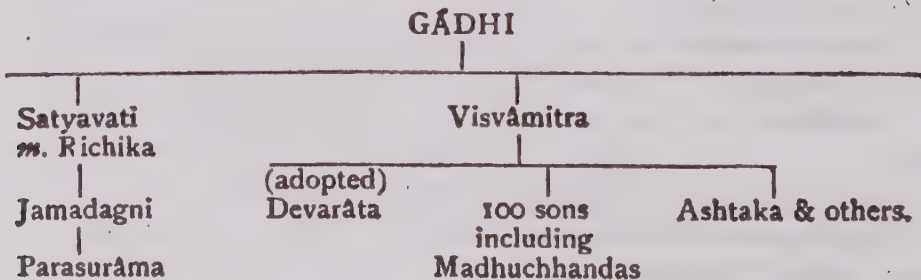 GÁDHI
Satyavati
m. Richika
Visvâmitra
Jamadagni
(adopted)
Devarâta
100 sons
including
Madhuchhandas
Ashtaka & others.
Parasurâma